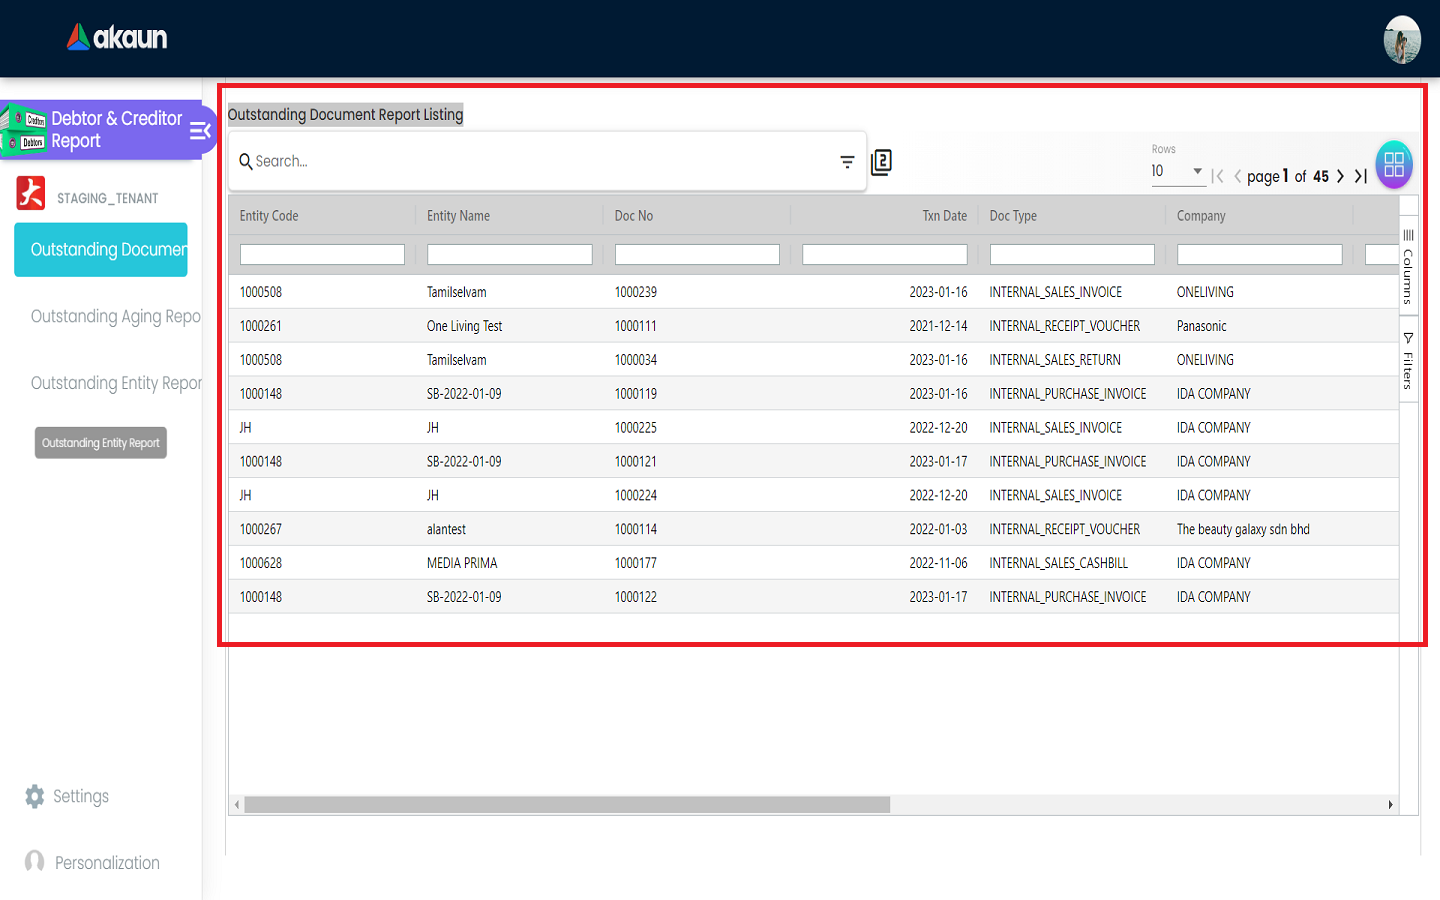 akaun
Debtor & Creditor
Report
Creditors
Debtors
STAGING_TENANT
Outstanding Documen
Outstanding Aging Repo
Outstanding Entity Repor
Outstanding Entity Report
Settings
Personalization
Outstanding Document Report Listing
Search...
2
Rows
10
page 1 of 45
Entity Code Entity Name Doc No Txn Date Doc Type Company
1000508 Tamilselvam 1000239 2023-01-16 INTERNAL_SALES_INVOICE ONELIVING
1000261 One Living Test 1000111 2021-12-14 INTERNAL_RECEIPT_VOUCHER Panasonic
1000508 Tamilselvam 1000034 2023-01-16 INTERNAL_SALES_RETURN ONELIVING
1000148 SB-2022-01-09 1000119 2023-01-16 INTERNAL_PURCHASE_INVOICE IDA COMPANY
JH JH 1000225 2022-12-20 INTERNAL_SALES_INVOICE IDA COMPANY
1000148 SB-2022-01-09 1000121 2023-01-17 INTERNAL_PURCHASE_INVOICE IDA COMPANY
JH JH 1000224 2022-12-20 INTERNAL_SALES_INVOICE IDA COMPANY
1000267 alantest 1000114 2022-01-03 INTERNAL_RECEIPT_VOUCHER The beauty galaxy sdn bhd
1000628 MEDIA PRIMA 1000177 2022-11-06 INTERNAL_SALES_CASHBILL IDA COMPANY
1000148 SB-2022-01-09 1000122 2023-01-17 INTERNAL_PURCHASE_INVOICE IDA COMPANY
Columns
Filters